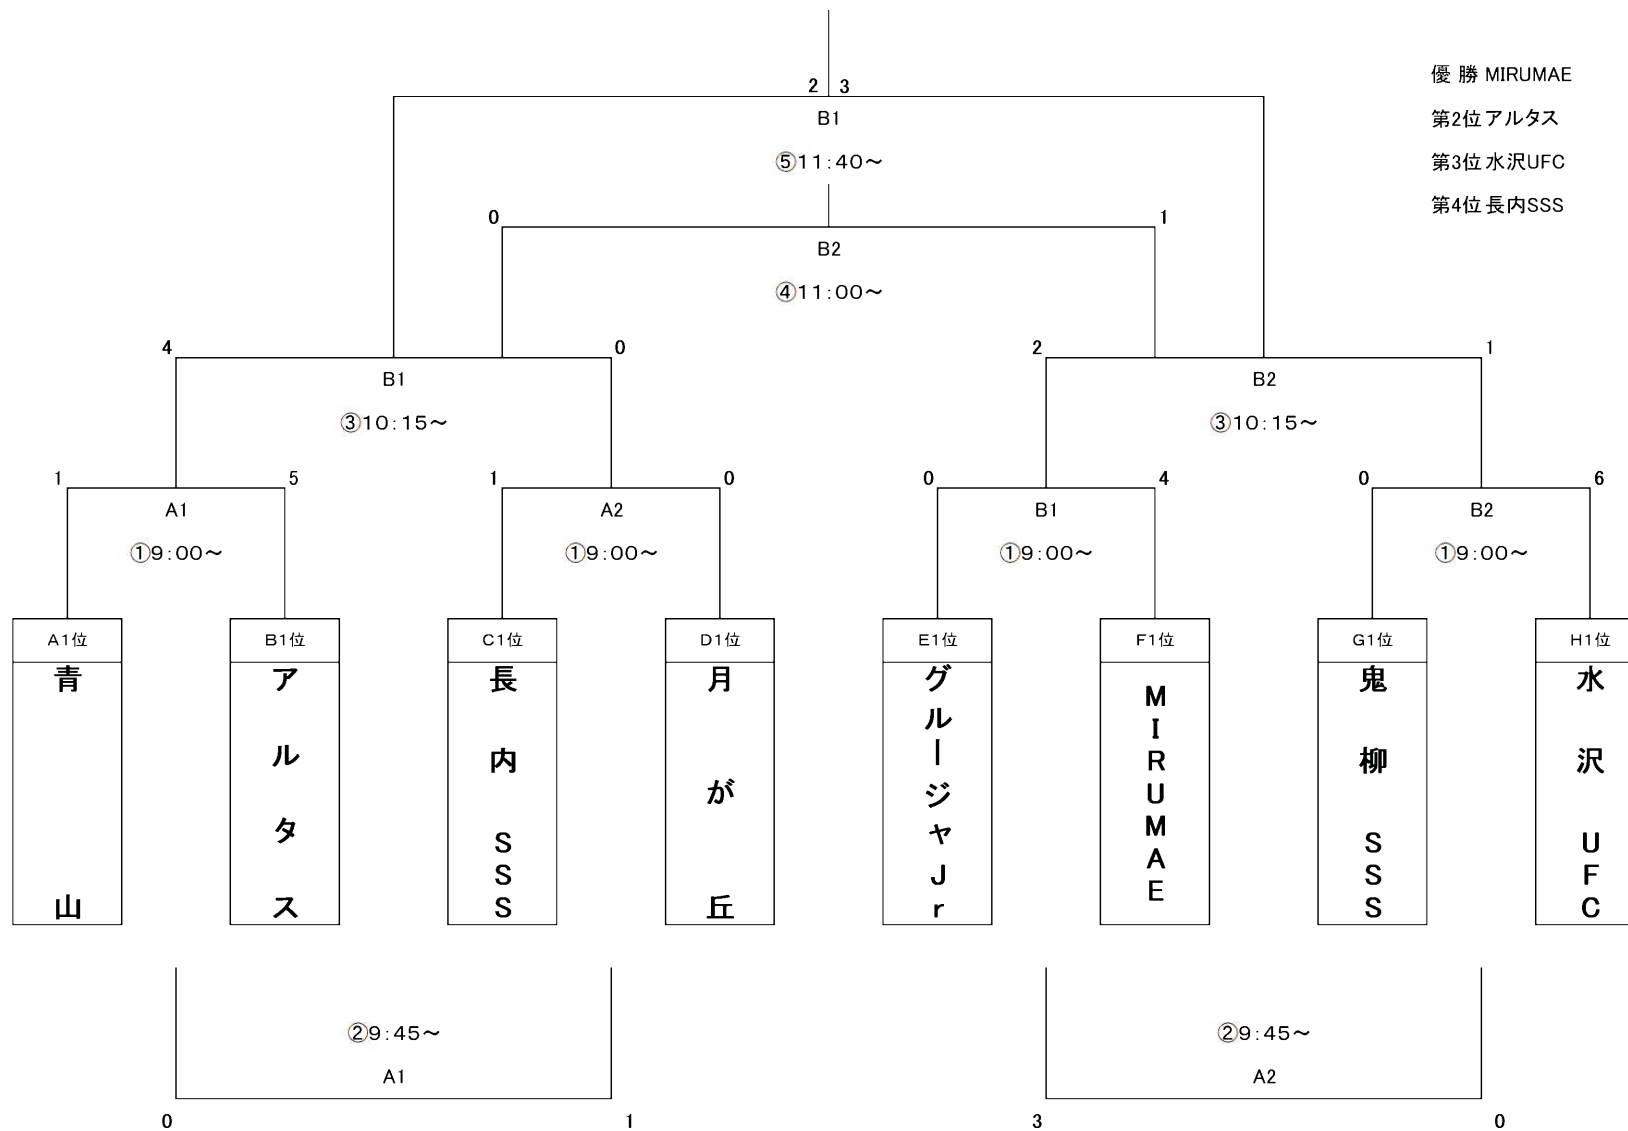 優 勝 MIRUMAE
2 3
B1
第2位 アルタス
⑤11:40～
第3位 水沢UFC
第4位 長内SSS
0 1
B2
④11:00～
4 0 2 1
B1 B2
③10:15～ ③10:15～
1 5 1 0 0 4 0 6
A1 A2 B1 B2
①9:00～ ①9:00～ ①9:00～ ①9:00～
A1位 B1位 C1位 D1位 E1位 F1位 G1位 H1位
青山
アルタス
長内SSS
月が丘
グルージャJr
MIRUMAE
鬼柳SSS
水沢UFC
②9:45～ ②9:45～
A1 A2
0 1 3 0